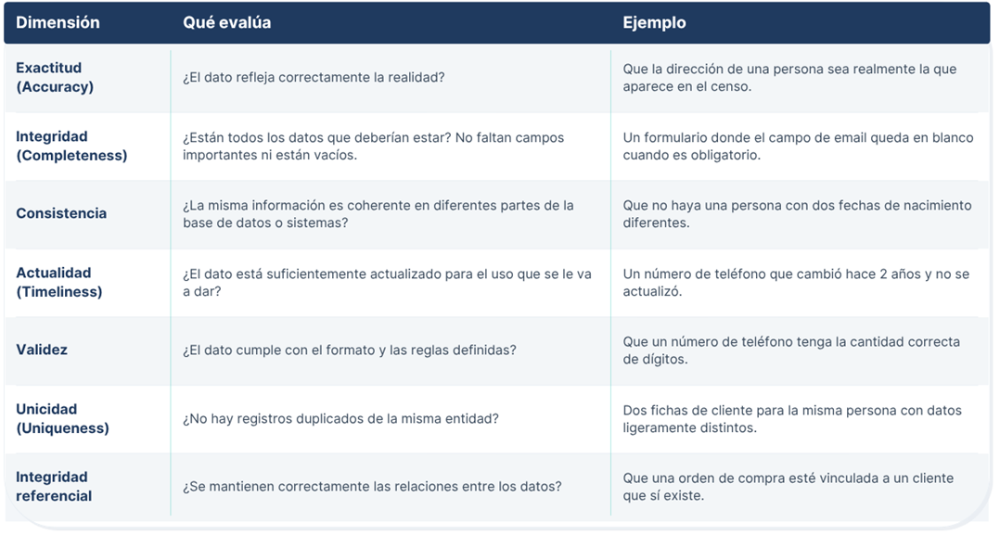 Dimensión
Qué evalúa
Ejemplo
Exactitud
(Accuracy)
¿El dato refleja correctamente la realidad?
Que la dirección de una persona sea realmente la que
aparece en el censo.
Integridad
(Completeness)
¿Están todos los datos que deberían estar? No faltan campos
importantes ni están vacíos.
Un formulario donde el campo de email queda en blanco
cuando es obligatorio.
Consistencia
¿La misma información es coherente en diferentes partes de la
base de datos o sistemas?
Que no haya una persona con dos fechas de nacimiento
diferentes.
Actualidad
(Timeliness)
¿El dato está suficientemente actualizado para el uso que se le va
a dar?
Un número de teléfono que cambió hace 2 años y no se
actualizó.
Validez
¿El dato cumple con el formato y las reglas definidas?
Que un número de teléfono tenga la cantidad correcta
de dígitos.
Unicidad
(Uniqueness)
¿No hay registros duplicados de la misma entidad?
Dos fichas de cliente para la misma persona con datos
ligeramente distintos.
Integridad
referencial
¿Se mantienen correctamente las relaciones entre los datos?
Que una orden de compra esté vinculada a un cliente
que sí existe.